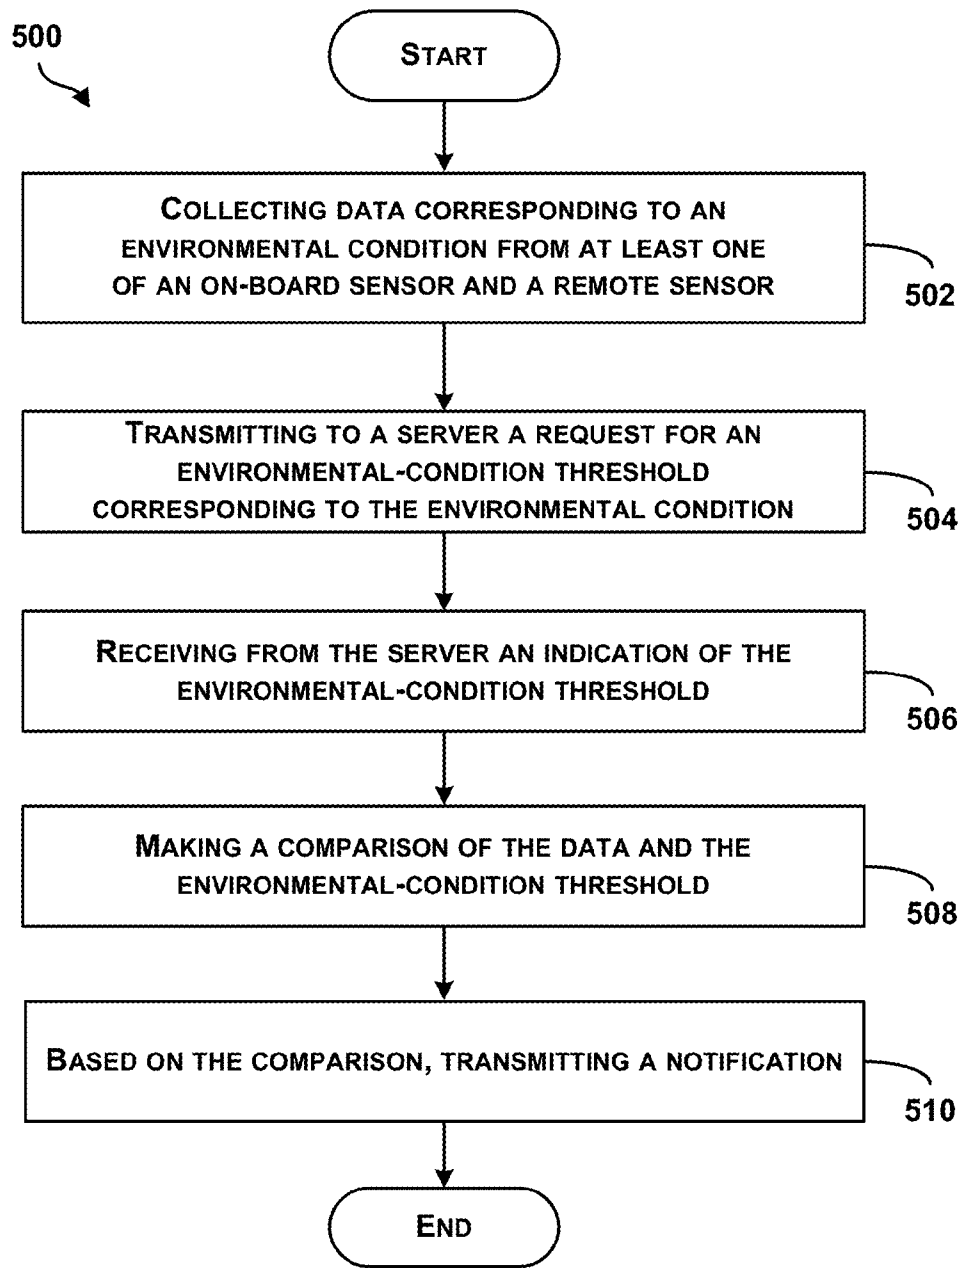 500
START
COLLECTING DATA CORRESPONDING TO AN
ENVIRONMENTAL CONDITION FROM AT LEAST ONE
OF AN ON-BOARD SENSOR AND A REMOTE SENSOR
502
TRANSMITTING TO A SERVER A REQUEST FOR AN
ENVIRONMENTAL-CONDITION THRESHOLD
CORRESPONDING TO THE ENVIRONMENTAL CONDITION
504
RECEIVING FROM THE SERVER AN INDICATION OF THE
ENVIRONMENTAL-CONDITION THRESHOLD
506
MAKING A COMPARISON OF THE DATA AND THE
ENVIRONMENTAL-CONDITION THRESHOLD
508
BASED ON THE COMPARISON, TRANSMITTING A NOTIFICATION
510
END